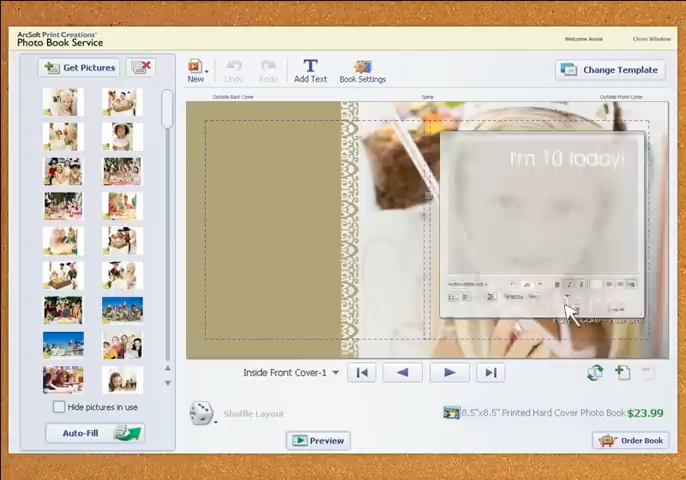 ArcSoft Print Creations™
Photo Book Service
Welcome Annie
Close Window
Get Pictures
New
Undo
Redo
Add Text
Book Settings
Change Template
Outside Back Cover
Spine
Outside Front Cover
I'm 10 today!
Inside Front Cover-1
Hide pictures in use
Shuffle Layout
8.5"x8.5" Printed Hard Cover Photo Book $23.99
Auto-Fill
Preview
Order Book